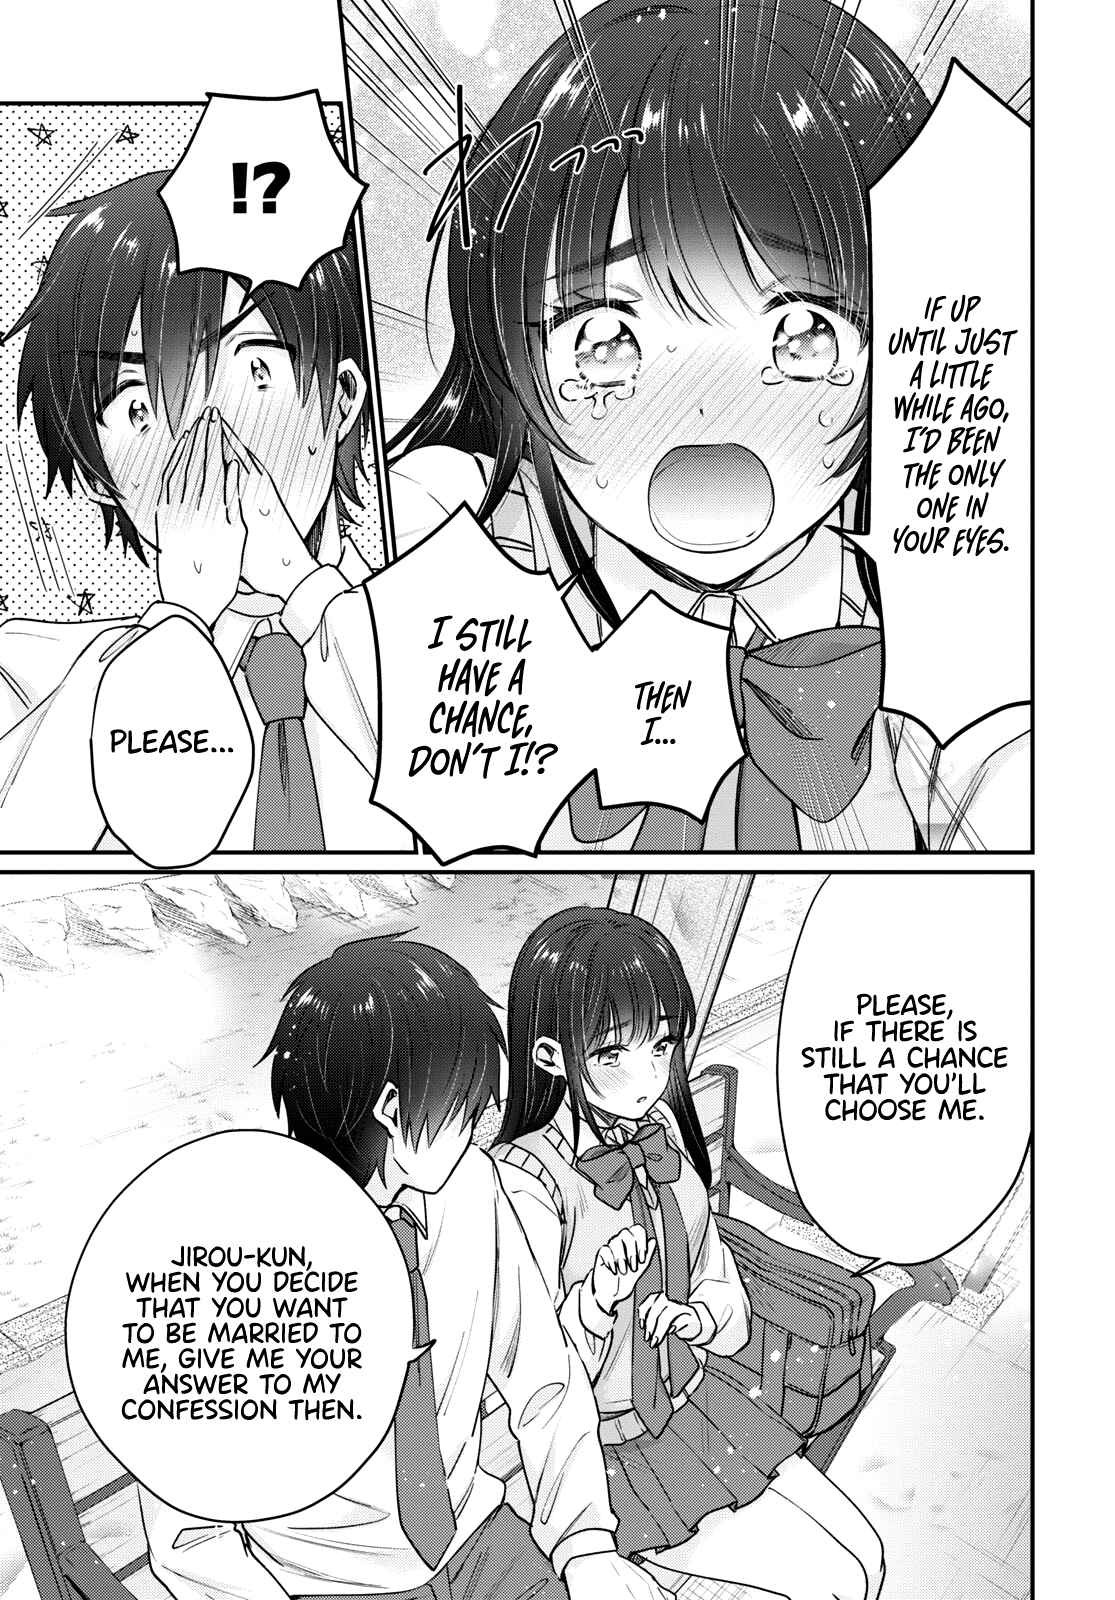 IF UP
UNTIL JUST
A LITTLE
WHILE AGO,
I'D BEEN
THE ONLY
ONE IN
YOUR EYES.
THEN
I...
I STILL
HAVE A
CHANCE,
DON'T I!?
!?
PLEASE...
PLEASE,
IF THERE IS
STILL A CHANCE
THAT YOU'LL
CHOOSE ME.
JIROU-KUN,
WHEN YOU DECIDE
THAT YOU WANT
TO BE MARRIED TO
ME, GIVE ME YOUR
ANSWER TO MY
CONFESSION THEN.